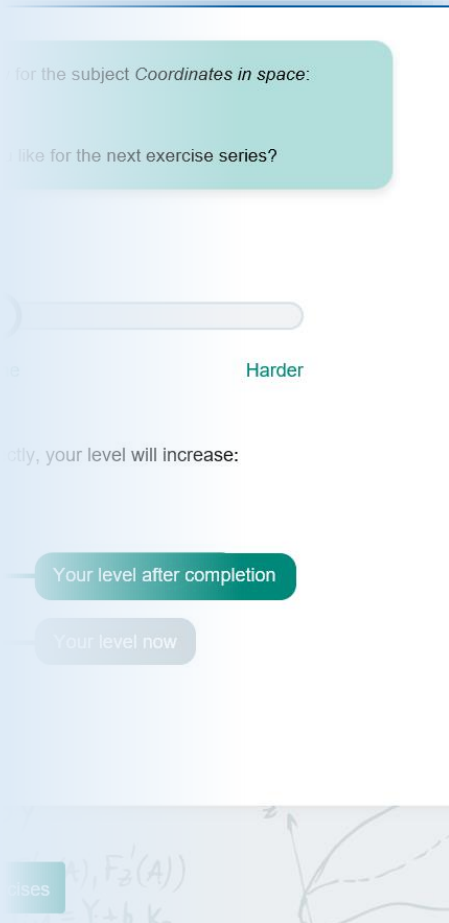 for the subject Coordinates in space:
like for the next exercise series?
Harder
ctly, your level will increase:
Your level after completion
Your level now
z
, F₃'(A))
cises